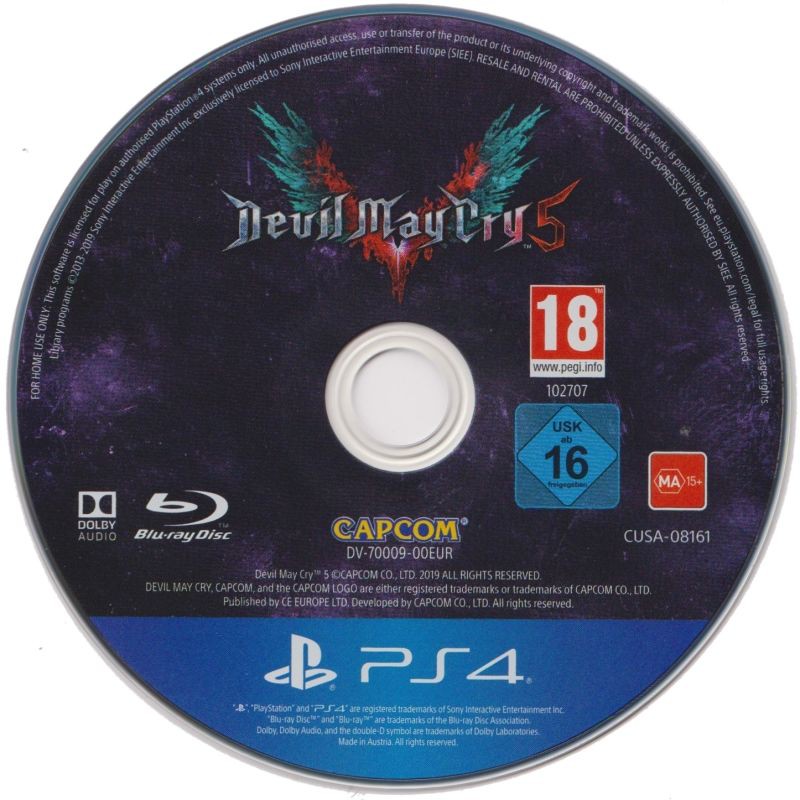 FOR HOME USE ONLY: This software is licensed for play on authorised PlayStation®4 systems only. All unauthorised access, use or transfer of the product or its underlying copyright and trademark works is prohibited. See eu.playstation.com/legal for full usage rights.
Library programs ©2013-2019 Sony Interactive Entertainment Inc. exclusively licensed to Sony Interactive Entertainment Europe (SIEE). RESALE AND RENTAL ARE PROHIBITED UNLESS EXPRESSLY AUTHORISED BY SIEE. All rights reserved.
Devil May Cry 5
18™
www.pegi.info
102707
USK
ab
16
freigegeben
MA 15+
DOLBY
AUDIO
Blu-ray Disc™
CAPCOM®
DV-70009-00EUR
CUSA-08161
Devil May Cry™ 5 ©CAPCOM CO., LTD. 2019 ALL RIGHTS RESERVED.
DEVIL MAY CRY, CAPCOM, and the CAPCOM LOGO are either registered trademarks or trademarks of CAPCOM CO., LTD.
Published by CE EUROPE LTD. Developed by CAPCOM CO., LTD. All rights reserved.
PS4
", "PlayStation" and "PS4" are registered trademarks of Sony Interactive Entertainment Inc.
"Blu-ray Disc™" and "Blu-ray™" are trademarks of the Blu-ray Disc Association.
Dolby, Dolby Audio, and the double-D symbol are trademarks of Dolby Laboratories.
Made in Austria. All rights reserved.